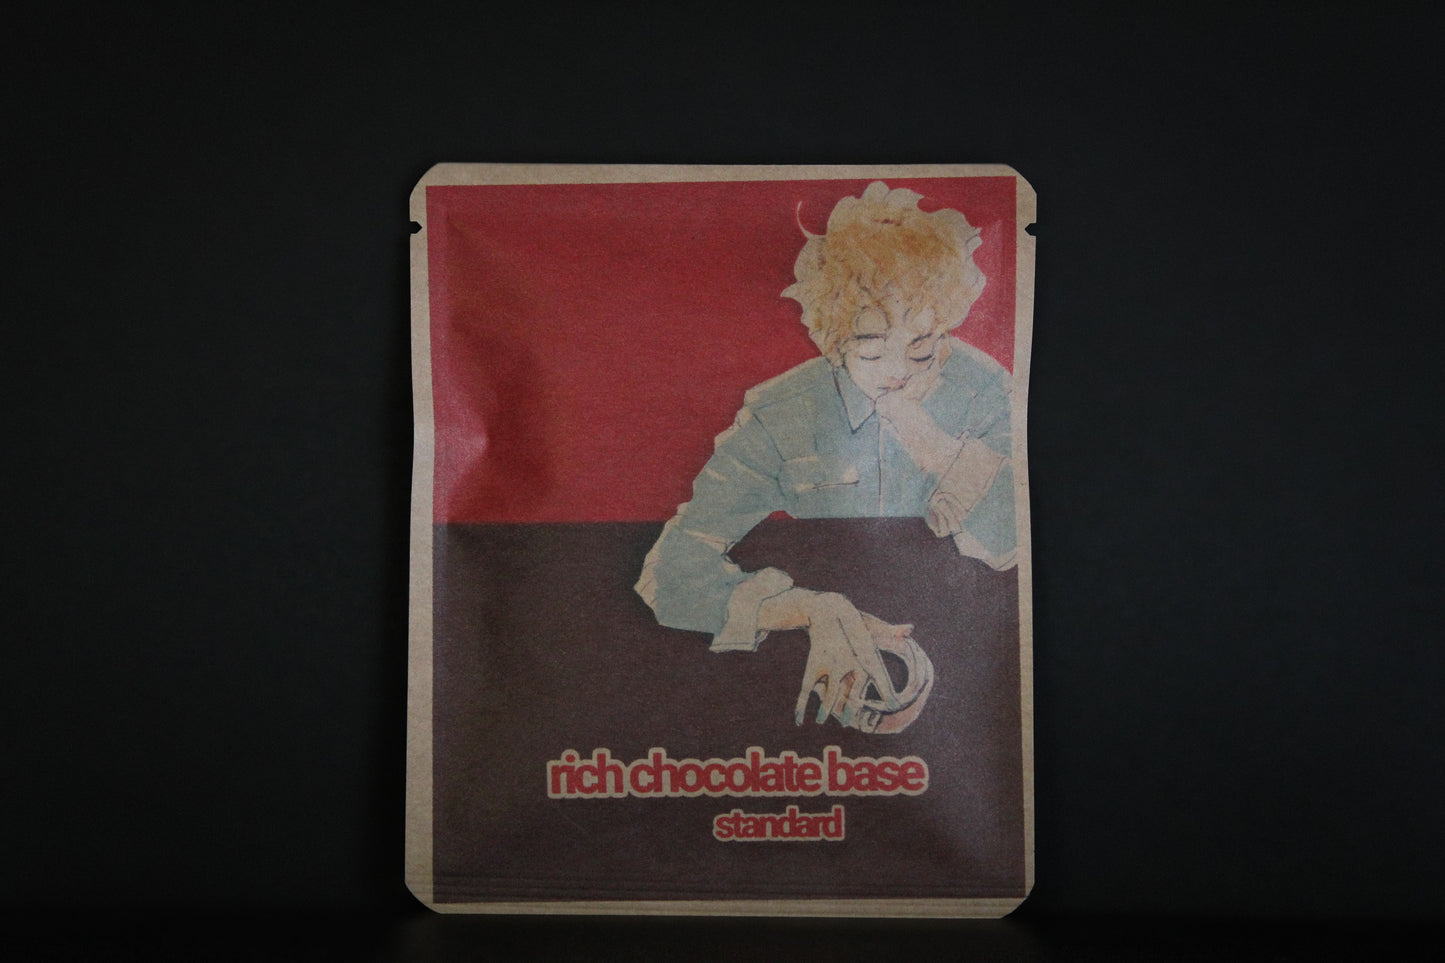 rich chocolate base
standard